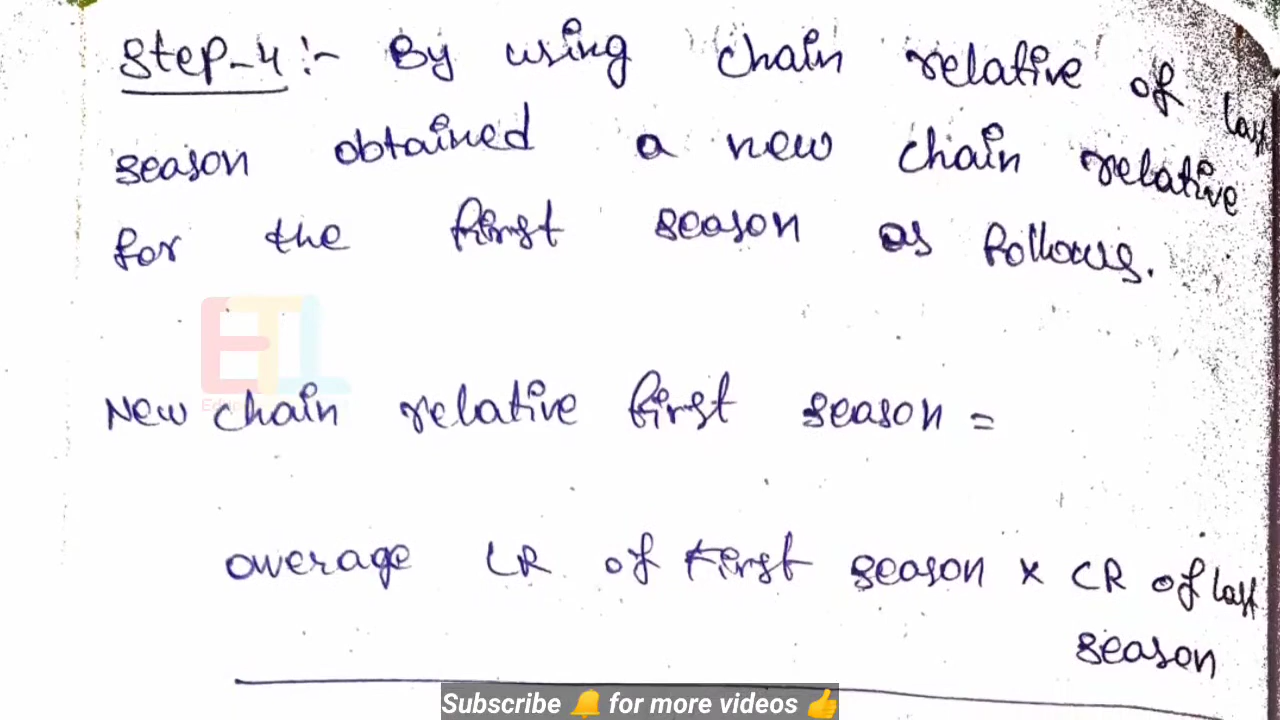 Step-4 :- By using chain relative of last
season obtained a new chain relative
for the first season as follows.
New chain relative first season =
average LR of first season × CR of last
season
Subscribe 🔔 for more videos 👍